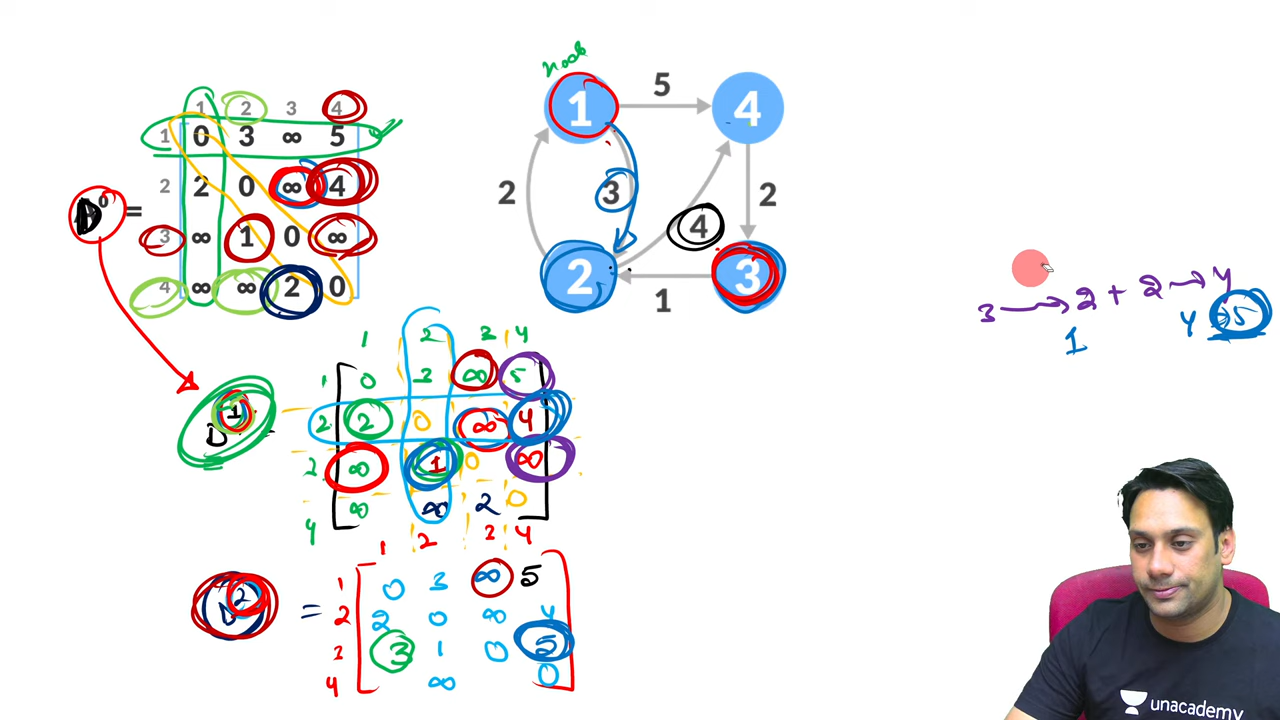 node
1 2 3 4
1 0 3 ∞ 5
2 2 0 ∞ 4
3 ∞ 1 0 ∞
4 ∞ ∞ 2 0
D⁰ =
1 5 4
2 3 4 2
2 1 3
3 → 2 + 2 → 4
1 4 = 5
1 2 3 4
1 0 3 ∞ 5
2 2 0 ∞ 4
2 ∞ 1 0 ∞
4 ∞ ∞ 2 0
D¹
1 2 3 4
1 0 3 ∞ 5
2 2 0 ∞ 4
3 3 1 0 5
4 ∞ 0
D² =
unacademy